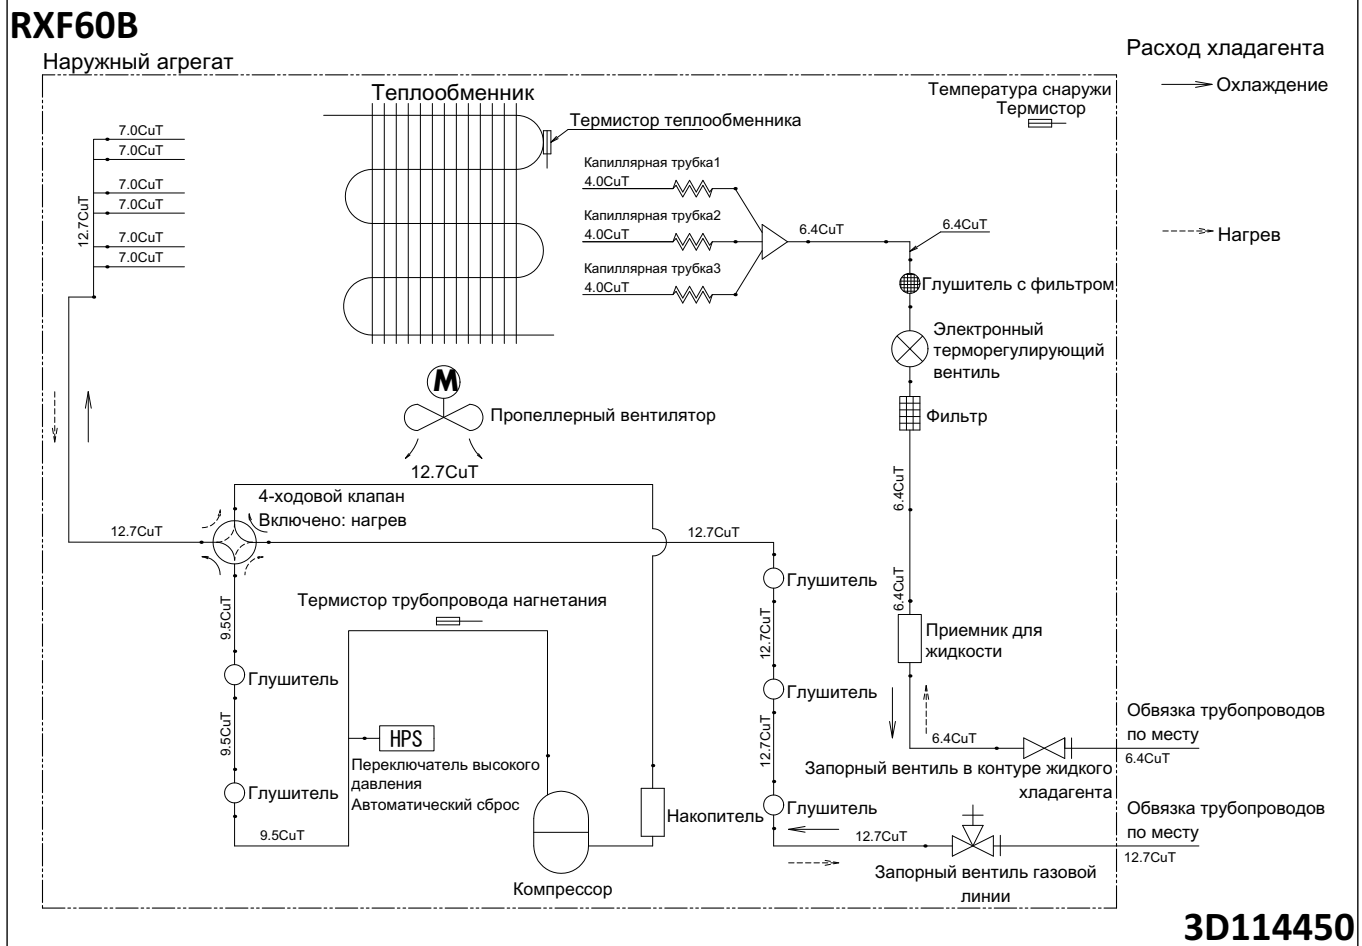 RXF60B
Наружный агрегат
Расход хладагента
Охлаждение
Нагрев
Теплообменник
Термистор теплообменника
Температура снаружи
Термистор
7.0CuT
7.0CuT
7.0CuT
7.0CuT
7.0CuT
7.0CuT
12.7CuT
Капиллярная трубка1
4.0CuT
Капиллярная трубка2
4.0CuT
Капиллярная трубка3
4.0CuT
6.4CuT
6.4CuT
Глушитель с фильтром
Электронный
терморегулирующий
вентиль
Фильтр
M
Пропеллерный вентилятор
12.7CuT
4-ходовой клапан
Включено: нагрев
12.7CuT
12.7CuT
6.4CuT
6.4CuT
Глушитель
Термистор трубопровода нагнетания
9.5CuT
12.7CuT
Приемник для
жидкости
Глушитель
Глушитель
9.5CuT
12.7CuT
HPS
Переключатель высокого
давления
Автоматический сброс
6.4CuT
Обвязка трубопроводов
по месту
6.4CuT
Запорный вентиль в контуре жидкого
хладагента
Глушитель
Накопитель
Глушитель
Обвязка трубопроводов
по месту
9.5CuT
12.7CuT
12.7CuT
Компрессор
Запорный вентиль газовой
линии
3D114450